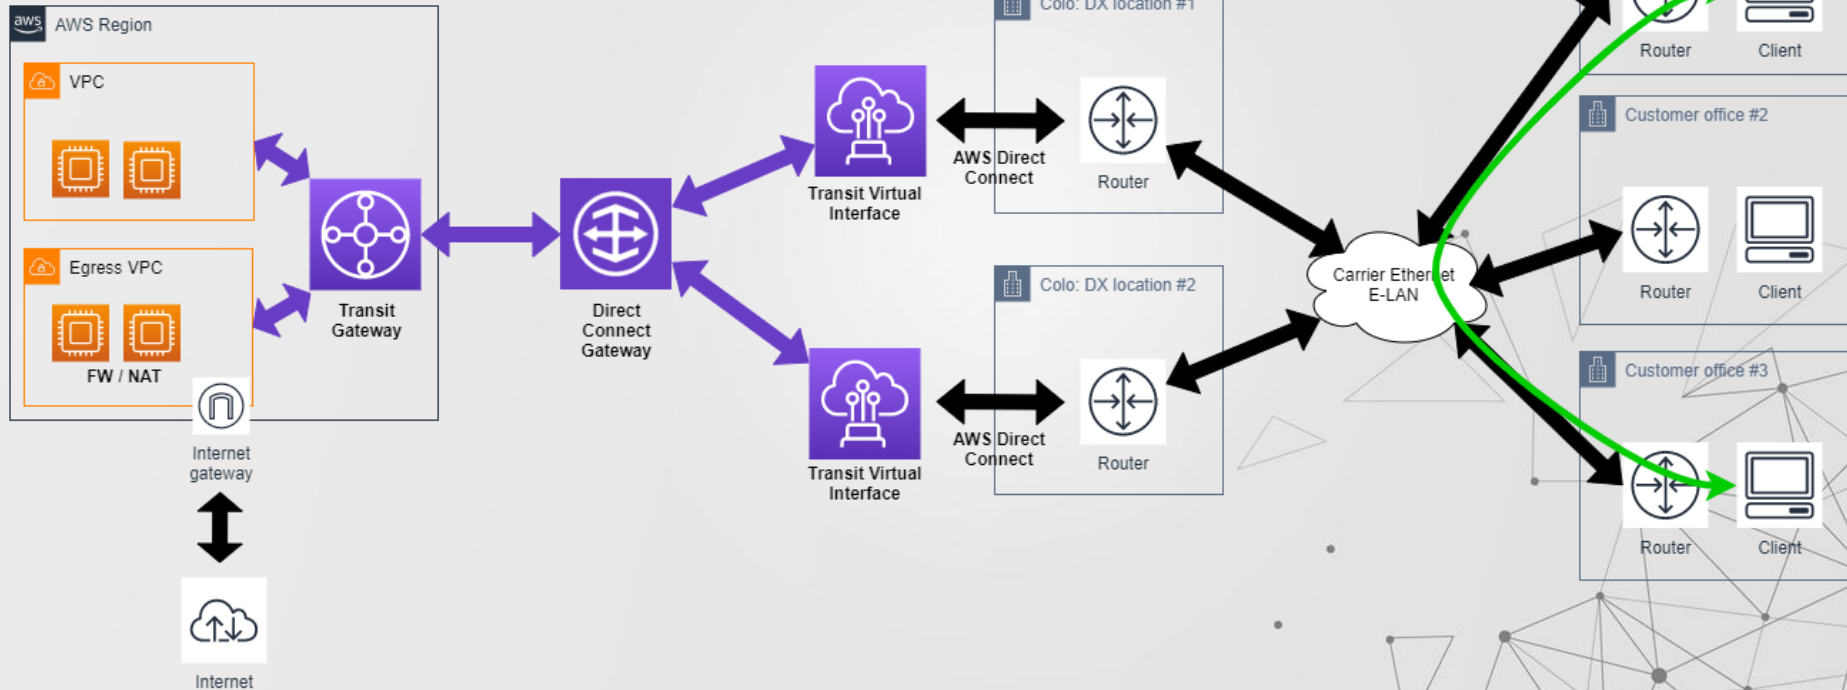 aws
AWS Region
VPC
Egress VPC
FW / NAT
Internet
gateway
Internet
Transit
Gateway
Direct
Connect
Gateway
Transit Virtual
Interface
Transit Virtual
Interface
AWS Direct
Connect
AWS Direct
Connect
Colo: DX location #1
Router
Colo: DX location #2
Router
Carrier Ethernet
E-LAN
Router
Client
Customer office #2
Router
Client
Customer office #3
Router
Client